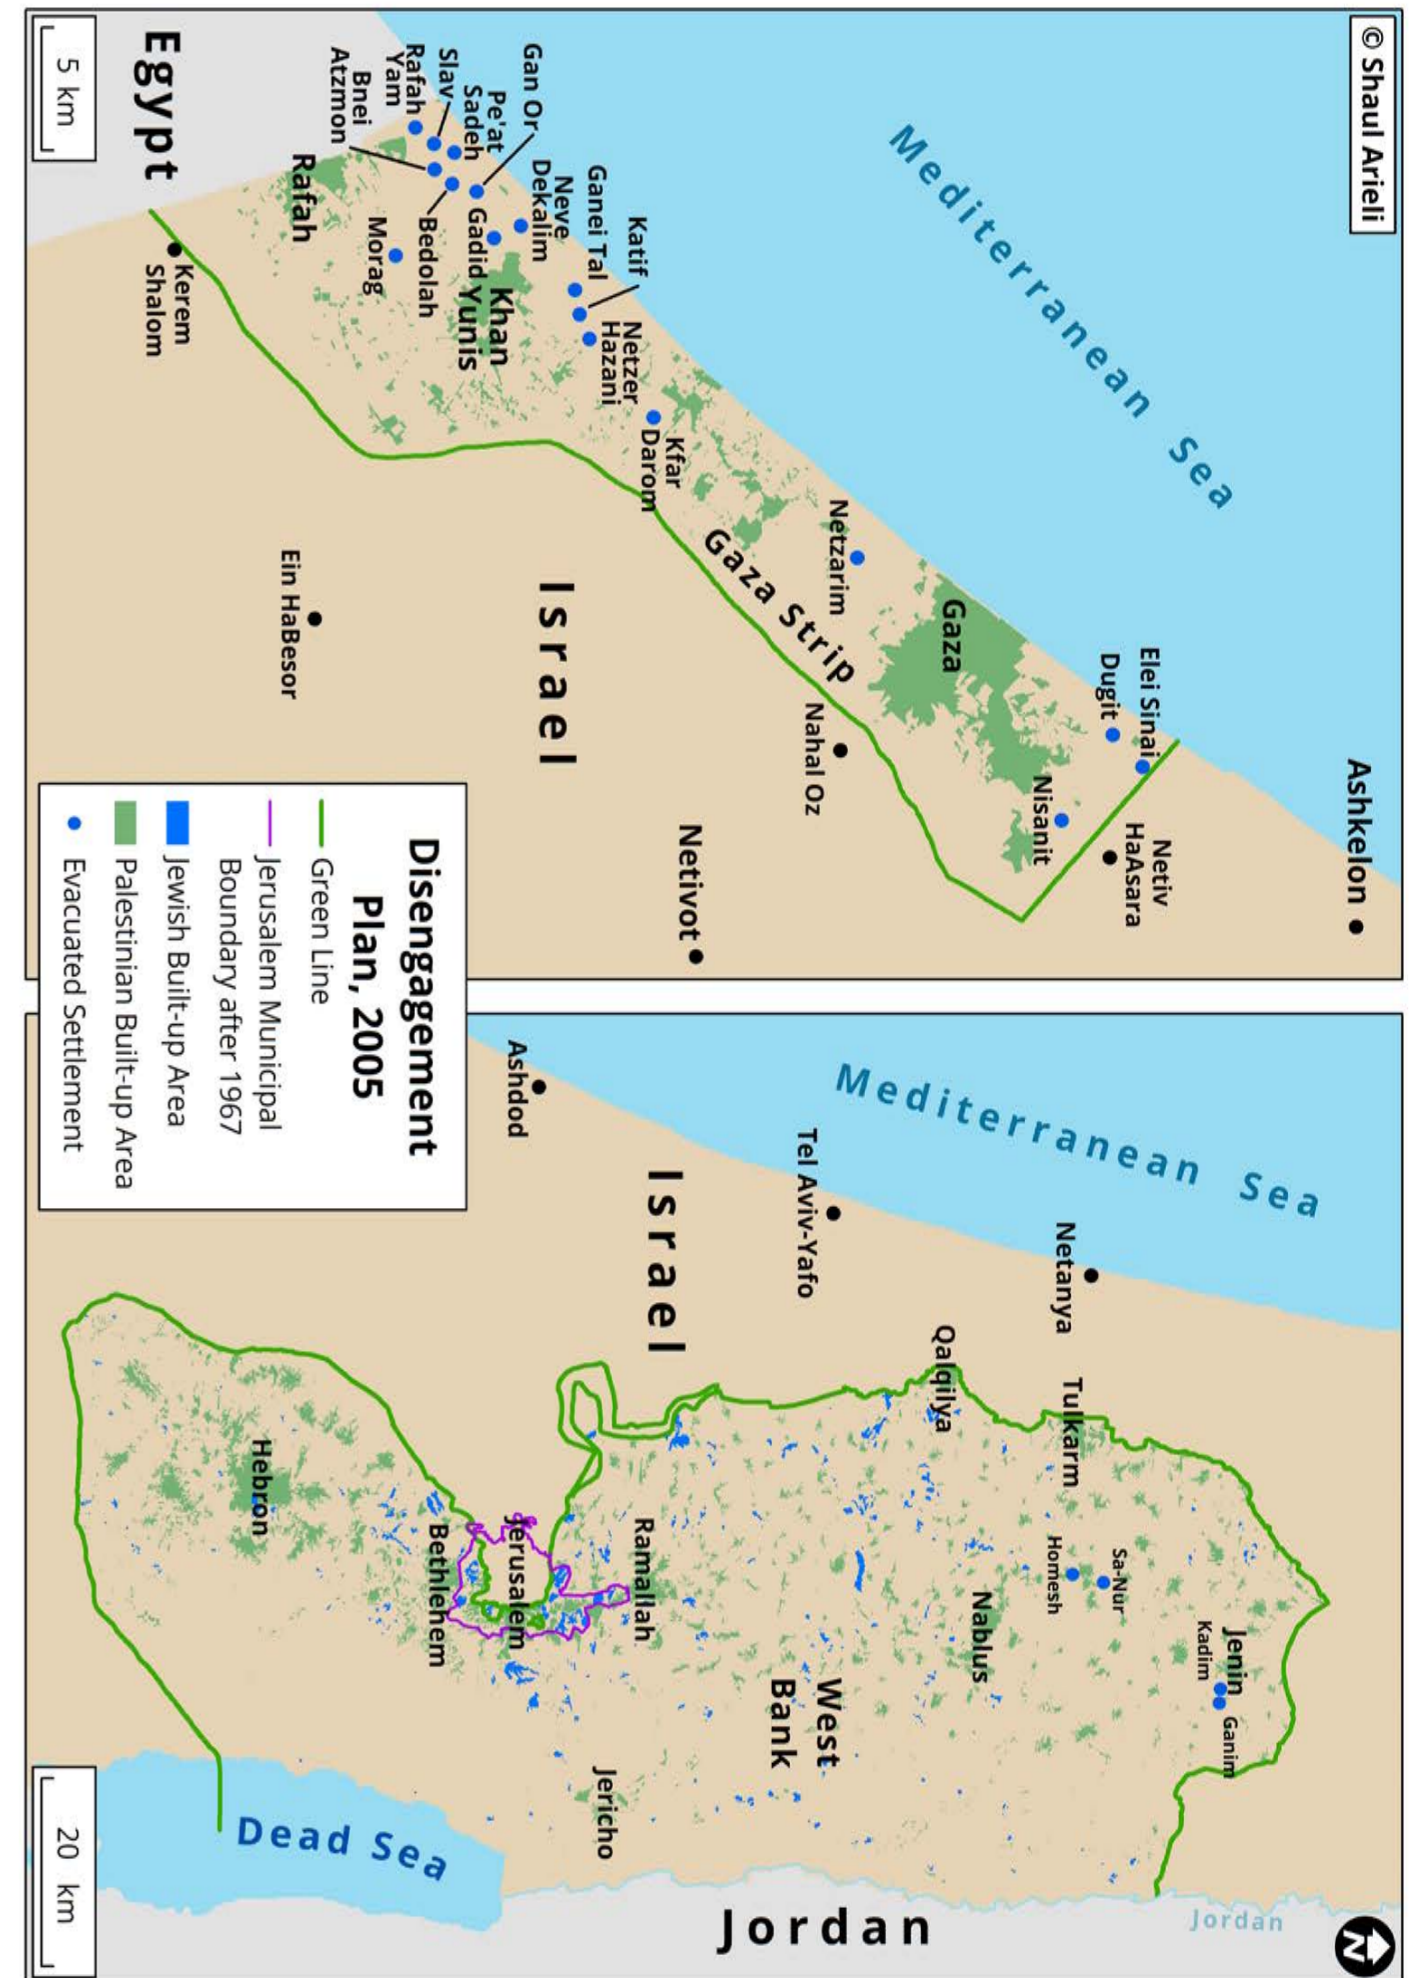 © Shaul Arieli
Mediterranean Sea
Ashkelon
Netiv
HaAsara
Elei Sinai
Dugit
Nisanit
Gaza
Nahal Oz
Netivot
Netzarim
Gaza Strip
Kfar
Darom
Israel
Katif
Netzer
Hazani
Ganei Tal
Neve
Dekalim
Gan Or
Gadid
Khan
Yunis
Pe'at
Sadeh
Slav
Bedolah
Rafah
Yam
Morag
Bnei
Atzmon
Rafah
Ein HaBesor
Kerem
Shalom
Egypt
5 km
Disengagement
Plan, 2005
Green Line
Jerusalem Municipal
Boundary after 1967
Jewish Built-up Area
Palestinian Built-up Area
Evacuated Settlement
Mediterranean Sea
Netanya
Tulkarm
Jenin
Kadim
Ganim
Sa-Nur
Homesh
Qalqilya
Nablus
Tel Aviv-Yafo
West
Bank
Israel
Ramallah
Jericho
Ashdod
Jerusalem
Bethlehem
Hebron
Dead Sea
Jordan
Jordan
N
20 km